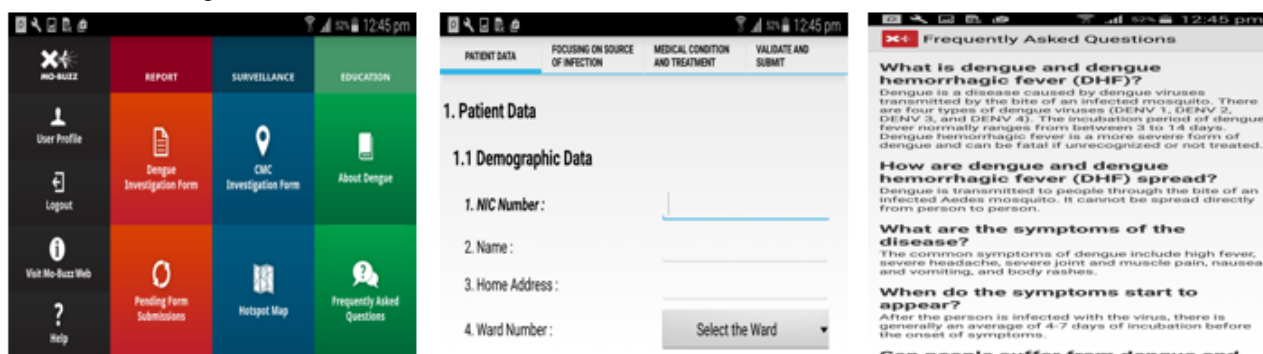 52% 12:45 pm
MO-BUZZ
REPORT
SURVEILLANCE
EDUCATION
User Profile
Dengue
Investigation Form
CMC
Investigation Form
About Dengue
Logout
Visit Mo-Buzz Web
Pending Form
Submissions
Hotspot Map
Frequently Asked
Questions
Help
52% 12:45 pm
PATIENT DATA
FOCUSING ON SOURCE
OF INFECTION
MEDICAL CONDITION
AND TREATMENT
VALIDATE AND
SUBMIT
1. Patient Data
1.1 Demographic Data
1. NIC Number :
2. Name :
3. Home Address :
4. Ward Number :
Select the Ward
52% 12:45 pm
Frequently Asked Questions
What is dengue and dengue
hemorrhagic fever (DHF)?
Dengue is a disease caused by dengue viruses
transmitted by the bite of an infected mosquito. There
are four types of dengue viruses (DENV 1, DENV 2,
DENV 3, and DENV 4). The incubation period of dengue
fever normally ranges from between 3 to 14 days.
Dengue hemorrhagic fever is a more severe form of
dengue and can be fatal if unrecognized or not treated.
How are dengue and dengue
hemorrhagic fever (DHF) spread?
Dengue is transmitted to people through the bite of an
infected Aedes mosquito. It cannot be spread directly
from person to person.
What are the symptoms of the
disease?
The common symptoms of dengue include high fever,
severe headache, severe joint and muscle pain, nausea
and vomiting, and body rashes.
When do the symptoms start to
appear?
After the person is infected with the virus, there is
generally an average of 4-7 days of incubation before
the onset of symptoms.
Can people suffer from dengue and